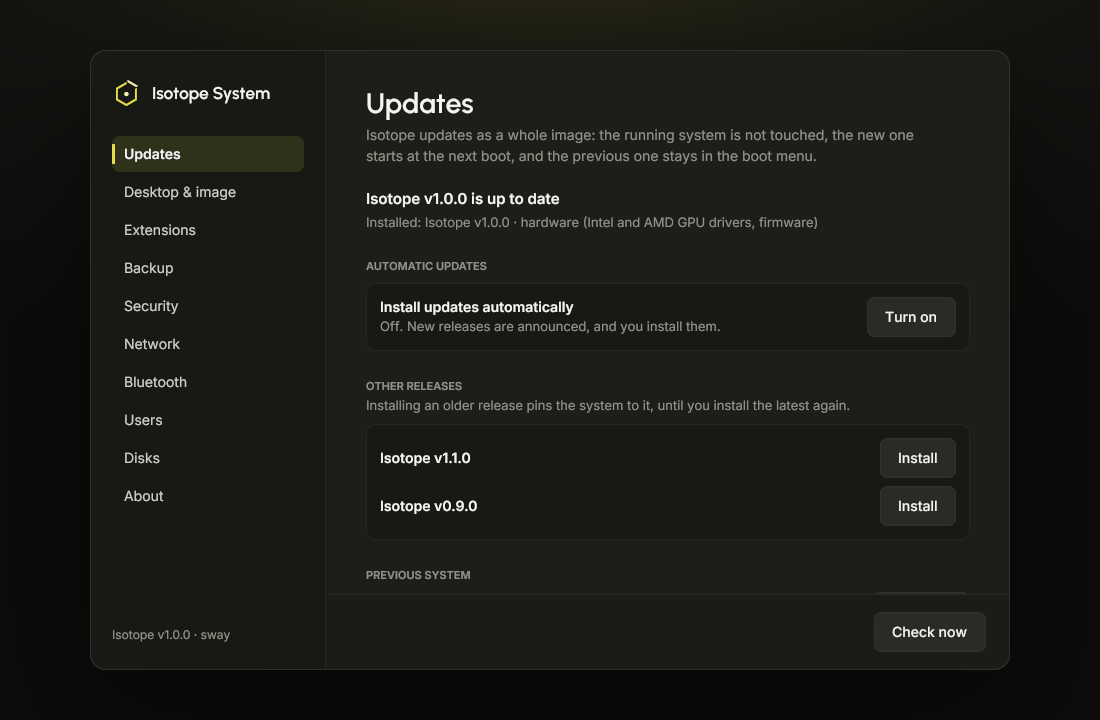 Isotope System
Updates
Desktop & image
Extensions
Backup
Security
Network
Bluetooth
Users
Disks
About
Isotope v1.0.0 · sway
Updates
Isotope updates as a whole image: the running system is not touched, the new one
starts at the next boot, and the previous one stays in the boot menu.
Isotope v1.0.0 is up to date
Installed: Isotope v1.0.0 · hardware (Intel and AMD GPU drivers, firmware)
AUTOMATIC UPDATES
Install updates automatically
Off. New releases are announced, and you install them.
Turn on
OTHER RELEASES
Installing an older release pins the system to it, until you install the latest again.
Isotope v1.1.0
Install
Isotope v0.9.0
Install
PREVIOUS SYSTEM
Check now